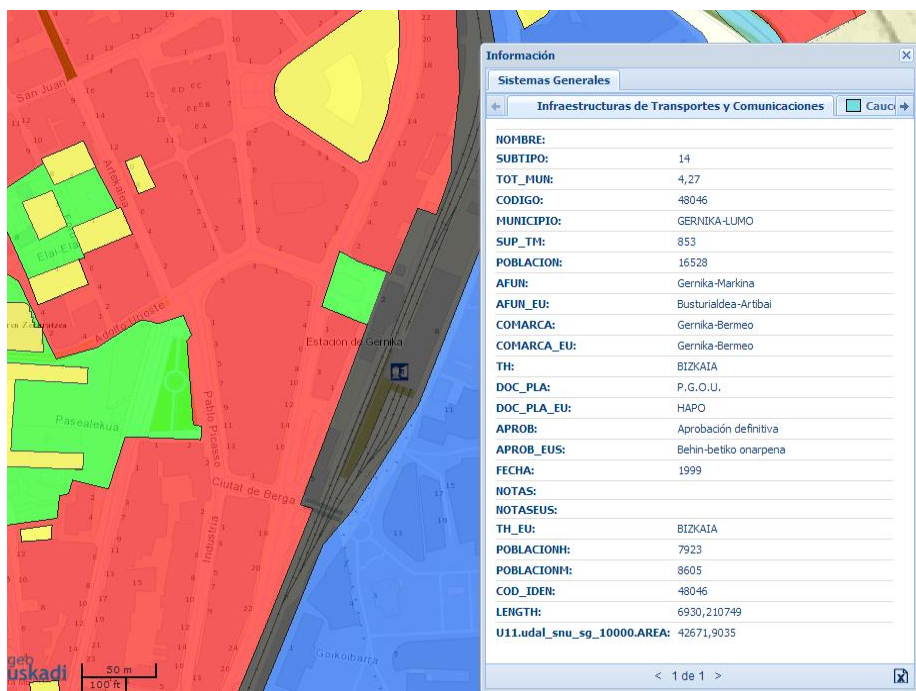 San Juan
Artekalea
Elai-Elai
Adolfo Urioste
Estacion de Gernika
Pasealekua
Pablo Picasso
Ciutat de Berga
Industria
Goikoibarra
50 m
100 ft
Información
Sistemas Generales
Infraestructuras de Transportes y Comunicaciones
NOMBRE:
SUBTIPO: 14
TOT_MUN: 4,27
CODIGO: 48046
MUNICIPIO: GERNIKA-LUMO
SUP_TM: 853
POBLACION: 16528
AFUN: Gernika-Markina
AFUN_EU: Busturialdea-Artibai
COMARCA: Gernika-Bermeo
COMARCA_EU: Gernika-Bermeo
TH: BIZKAIA
DOC_PLA: P.G.O.U.
DOC_PLA_EU: HAPO
APROB: Aprobación definitiva
APROB_EUS: Behin-betiko onarpena
FECHA: 1999
NOTAS:
NOTASEUS:
TH_EU: BIZKAIA
POBLACIONH: 7923
POBLACIONM: 8605
COD_IDEN: 48046
LENGTH: 6930,210749
U11.udal_snu_sg_10000.AREA: 42671,9035
< 1 de 1 >